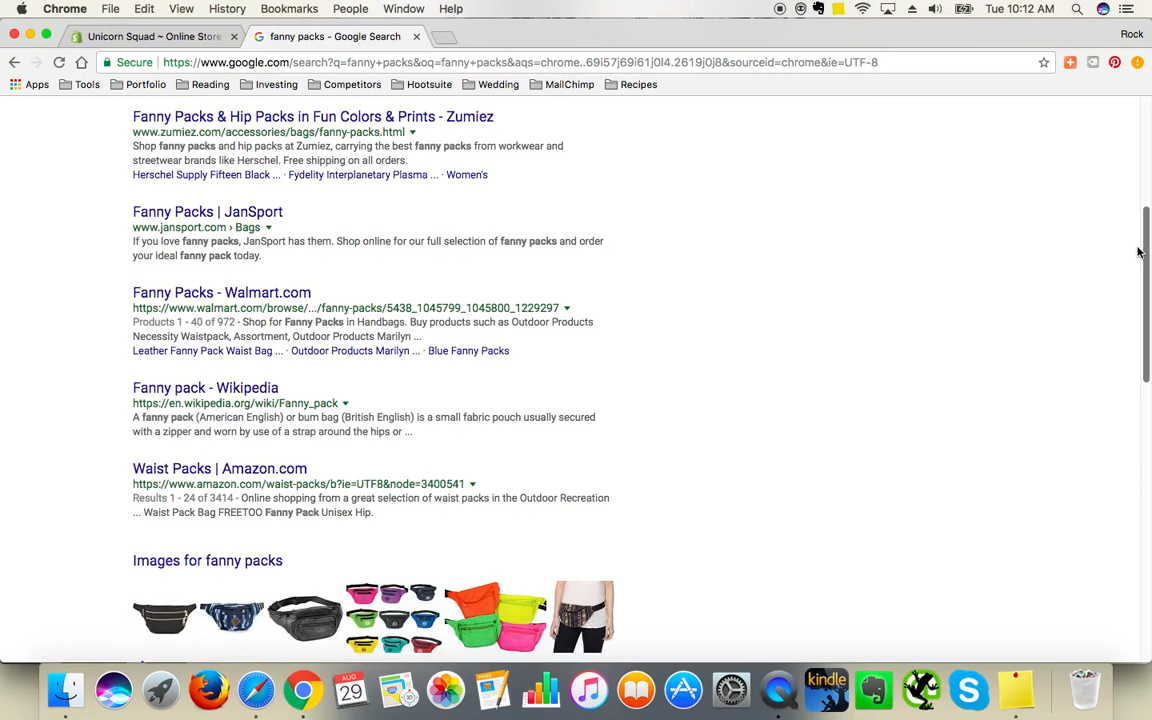 Chrome File Edit View History Bookmarks People Window Help Tue 10:12 AM
Unicorn Squad ~ Online Store
fanny packs - Google Search
Rock
Secure https://www.google.com/search?q=fanny+packs&oq=fanny+packs&aqs=chrome..69i57j69i61j0l4.2619j0j8&sourceid=chrome&ie=UTF-8
Apps Tools Portfolio Reading Investing Competitors Hootsuite Wedding MailChimp Recipes
Fanny Packs & Hip Packs in Fun Colors & Prints - Zumiez
www.zumiez.com/accessories/bags/fanny-packs.html
Shop fanny packs and hip packs at Zumiez, carrying the best fanny packs from workwear and
streetwear brands like Herschel. Free shipping on all orders.
Herschel Supply Fifteen Black ... · Fydelity Interplanetary Plasma ... · Women's
Fanny Packs | JanSport
www.jansport.com › Bags
If you love fanny packs, JanSport has them. Shop online for our full selection of fanny packs and order
your ideal fanny pack today.
Fanny Packs - Walmart.com
https://www.walmart.com/browse/.../fanny-packs/5438_1045799_1045800_1229297
Products 1 - 40 of 972 - Shop for Fanny Packs in Handbags. Buy products such as Outdoor Products
Necessity Waistpack, Assortment, Outdoor Products Marilyn ...
Leather Fanny Pack Waist Bag ... · Outdoor Products Marilyn ... · Blue Fanny Packs
Fanny pack - Wikipedia
https://en.wikipedia.org/wiki/Fanny_pack
A fanny pack (American English) or bum bag (British English) is a small fabric pouch usually secured
with a zipper and worn by use of a strap around the hips or ...
Waist Packs | Amazon.com
https://www.amazon.com/waist-packs/b?ie=UTF8&node=3400541
Results 1 - 24 of 3414 - Online shopping from a great selection of waist packs in the Outdoor Recreation
... Waist Pack Bag FREETOO Fanny Pack Unisex Hip.
Images for fanny packs
AUG
29
kindle